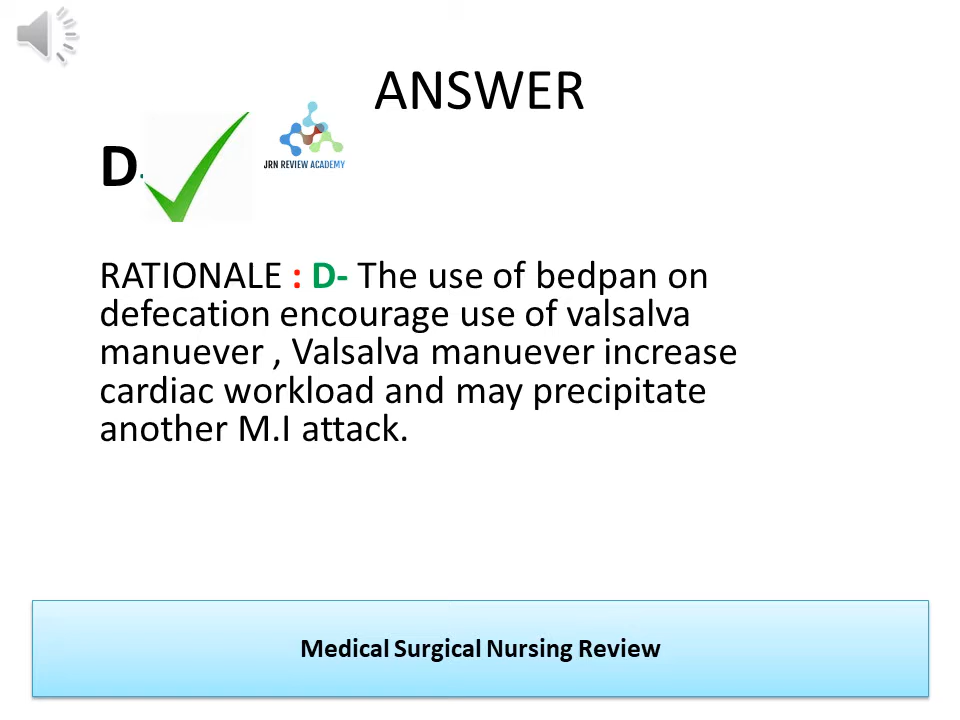 ANSWER
D.
JRN REVIEW ACADEMY
RATIONALE : D- The use of bedpan on
defecation encourage use of valsalva
manuever , Valsalva manuever increase
cardiac workload and may precipitate
another M.I attack.
Medical Surgical Nursing Review